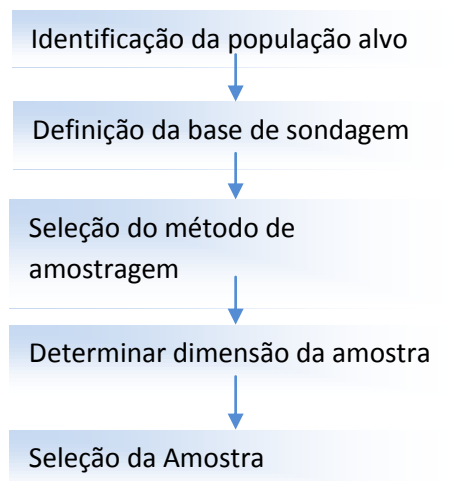 Identificação da população alvo
Definição da base de sondagem
Seleção do método de
amostragem
Determinar dimensão da amostra
Seleção da Amostra